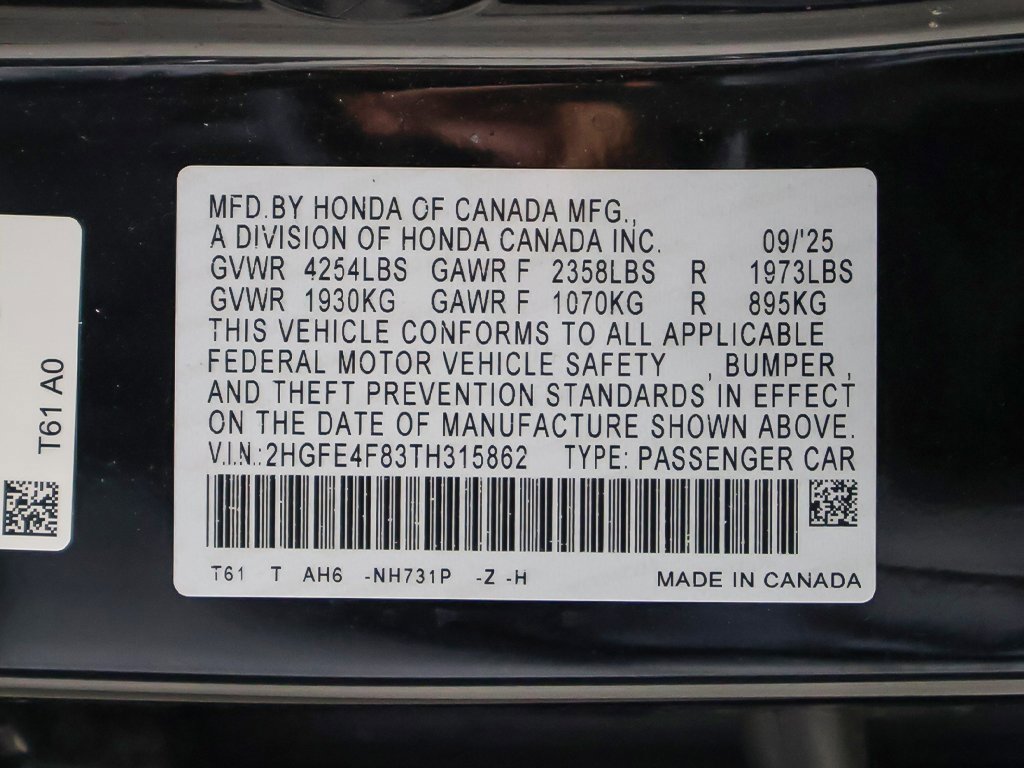 MFD.BY HONDA OF CANADA MFG.,
A DIVISION OF HONDA CANADA INC. 09/'25
GVWR 4254LBS GAWR F 2358LBS R 1973LBS
GVWR 1930KG GAWR F 1070KG R 895KG
THIS VEHICLE CONFORMS TO ALL APPLICABLE
FEDERAL MOTOR VEHICLE SAFETY , BUMPER ,
AND THEFT PREVENTION STANDARDS IN EFFECT
ON THE DATE OF MANUFACTURE SHOWN ABOVE.
V.I.N.:2HGFE4F83TH315862 TYPE: PASSENGER CAR
T61 T AH6 -NH731P -Z -H MADE IN CANADA
T61 A0